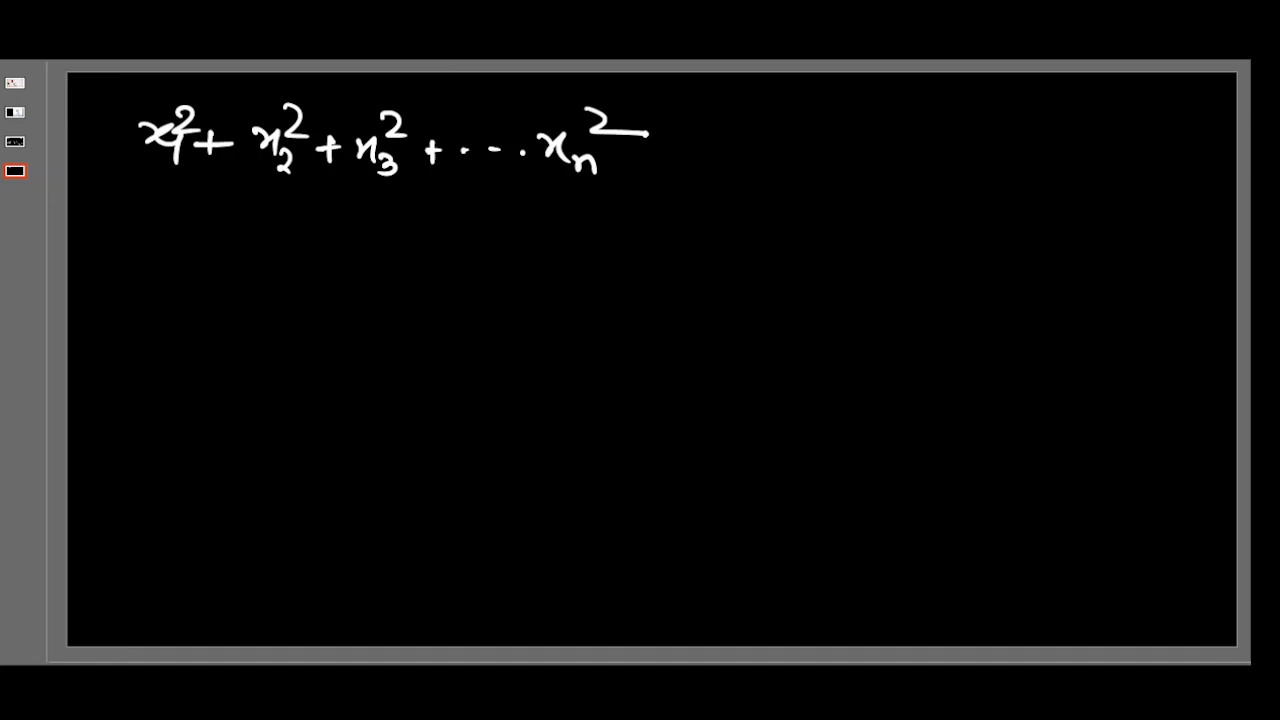 x₁² + x₂² + x₃² + ⋯ xₙ²